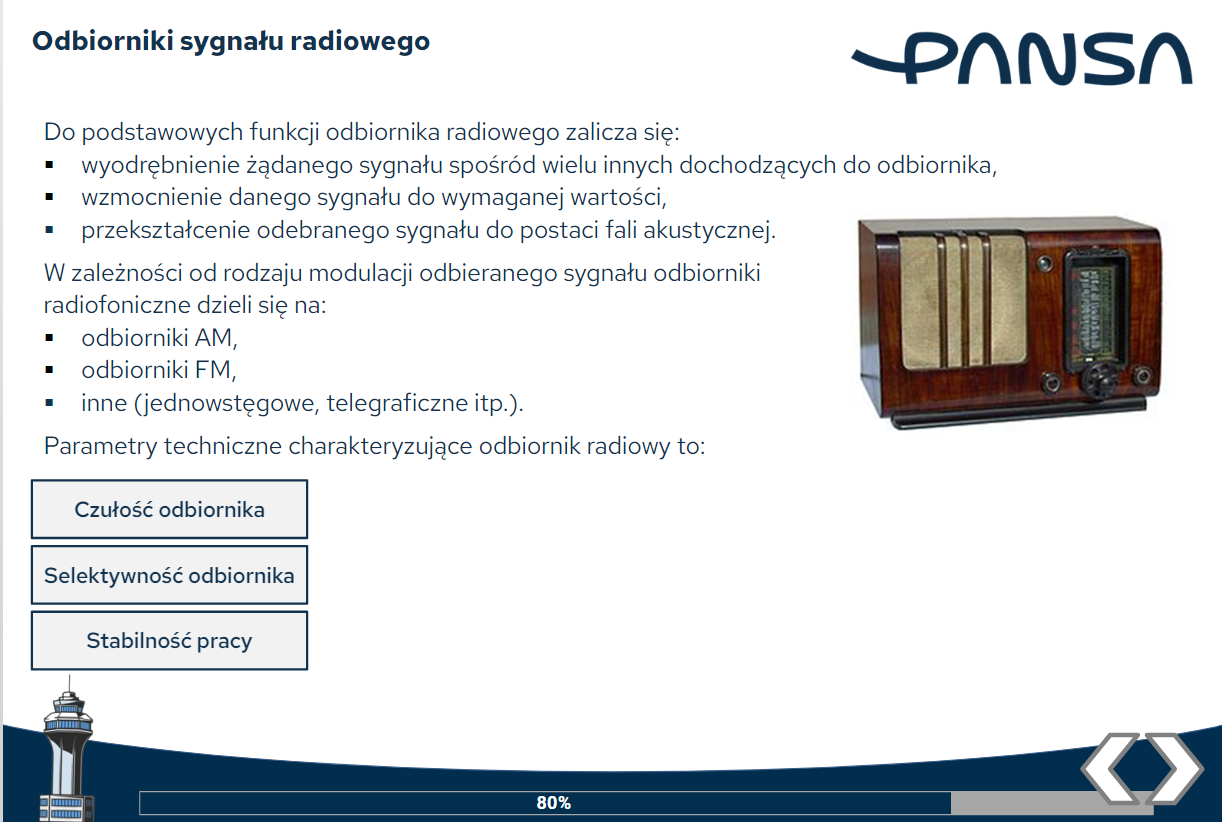 Odbiorniki sygnału radiowego
PANSA
Do podstawowych funkcji odbiornika radiowego zalicza się:
▪ wyodrębnienie żądanego sygnału spośród wielu innych dochodzących do odbiornika,
▪ wzmocnienie danego sygnału do wymaganej wartości,
▪ przekształcenie odebranego sygnału do postaci fali akustycznej.
W zależności od rodzaju modulacji odbieranego sygnału odbiorniki
radiofoniczne dzieli się na:
▪ odbiorniki AM,
▪ odbiorniki FM,
▪ inne (jednowstęgowe, telegraficzne itp.).
Parametry techniczne charakteryzujące odbiornik radiowy to:
Czułość odbiornika
Selektywność odbiornika
Stabilność pracy
80%